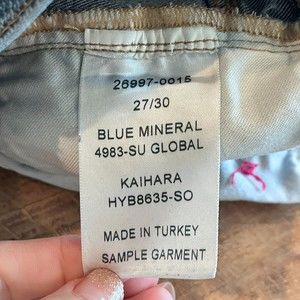 26997-0015
27/30
BLUE MINERAL
4983-SU GLOBAL
KAIHARA
HYB8635-SO
MADE IN TURKEY
SAMPLE GARMENT